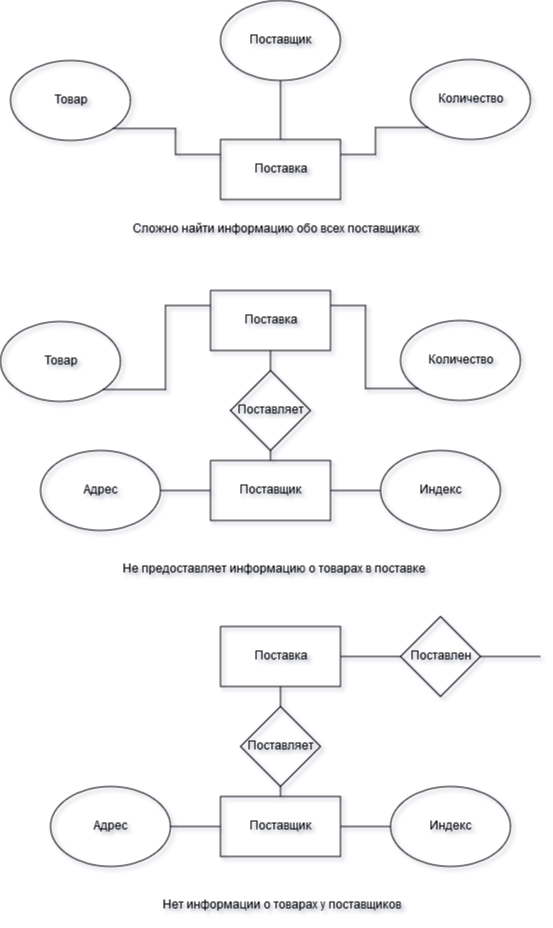 Поставщик
Товар
Количество
Поставка
Сложно найти информацию обо всех поставщиках
Поставка
Товар
Количество
Поставляет
Адрес
Поставщик
Индекс
Не предоставляет информацию о товарах в поставке
Поставка
Поставлен
Поставляет
Адрес
Поставщик
Индекс
Нет информации о товарах у поставщиков